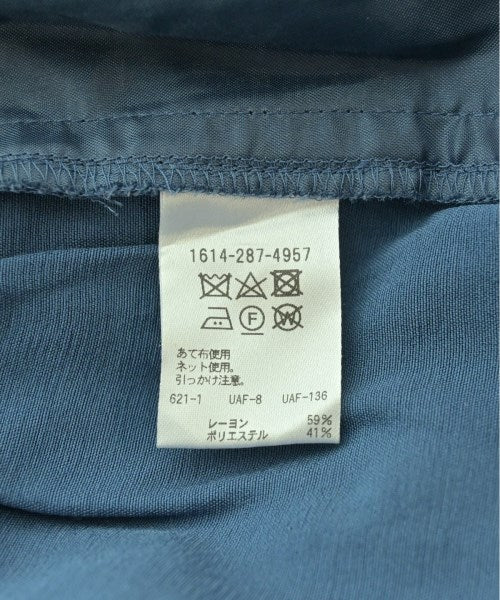 1614-287-4957
F W
あて布使用
ネット使用。
引っかけ注意。
621-1 UAF-8 UAF-136
レーヨン 59%
ポリエステル 41%